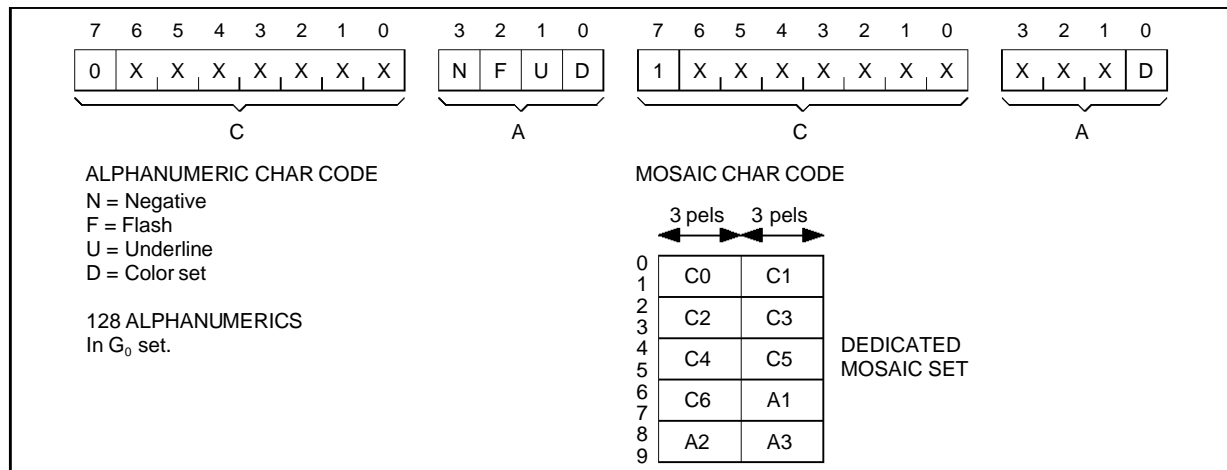 7 6 5 4 3 2 1 0 3 2 1 0 7 6 5 4 3 2 1 0 3 2 1 0
0 X X X X X X X N F U D 1 X X X X X X X X X X D
C A C A
ALPHANUMERIC CHAR CODE
N = Negative
F = Flash
U = Underline
D = Color set
128 ALPHANUMERICS
In G₀ set.
MOSAIC CHAR CODE
3 pels 3 pels
0
1
C0 C1
2
3
C2 C3
4
5
C4 C5
6
7
C6 A1
8
9
A2 A3
DEDICATED
MOSAIC SET